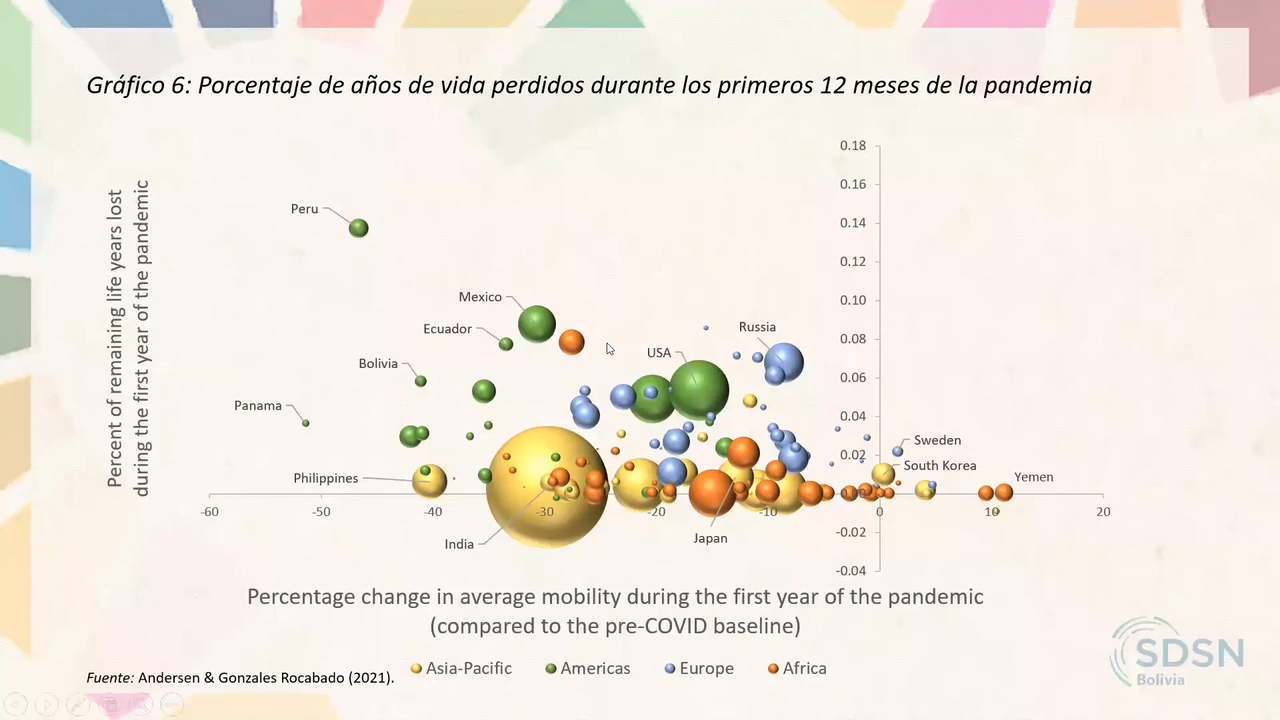 Gráfico 6: Porcentaje de años de vida perdidos durante los primeros 12 meses de la pandemia
Percent of remaining life years lost
during the first year of the pandemic
0.18
0.16
0.14
0.12
0.10
0.08
0.06
0.04
0.02
0.00
-0.02
-0.04
Peru
Mexico
Ecuador
Russia
USA
Bolivia
Panama
Sweden
South Korea
Philippines
Yemen
-60
-50
-40
-30
-20
-10
0
10
20
Japan
India
Percentage change in average mobility during the first year of the pandemic
(compared to the pre-COVID baseline)
Asia-Pacific
Americas
Europe
Africa
Fuente: Andersen & Gonzales Rocabado (2021).
SDSN
Bolivia